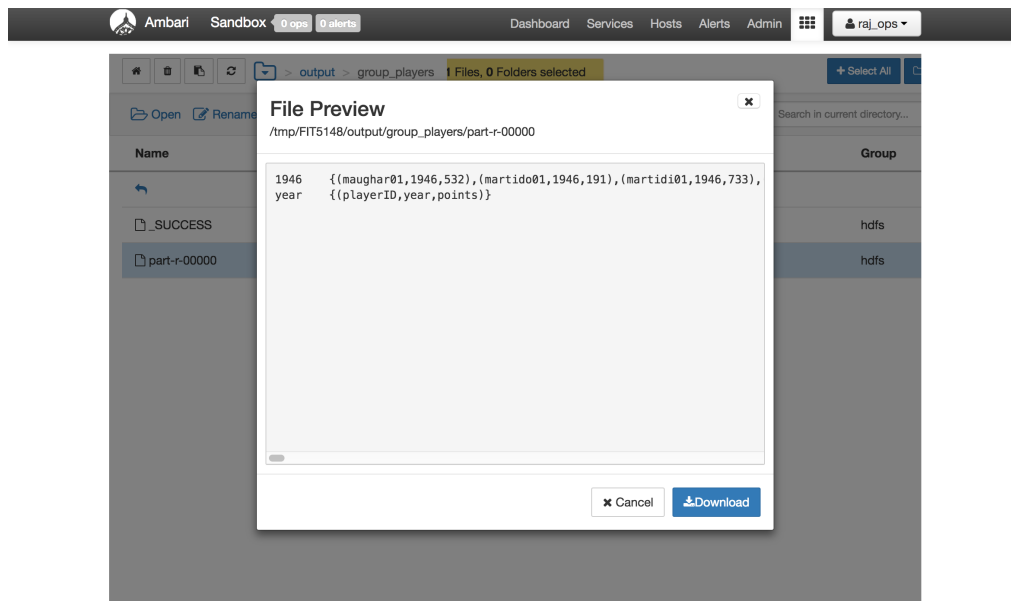 Ambari Sandbox 0 ops 0 alerts Dashboard Services Hosts Alerts Admin raj_ops
> output > group_players 1 Files, 0 Folders selected + Select All
Open Rename Search in current directory...
File Preview
/tmp/FIT5148/output/group_players/part-r-00000
Name Group
1946 {(maughar01,1946,532),(martido01,1946,191),(martidi01,1946,733),
year {(playerID,year,points)}
_SUCCESS hdfs
part-r-00000 hdfs
Cancel Download